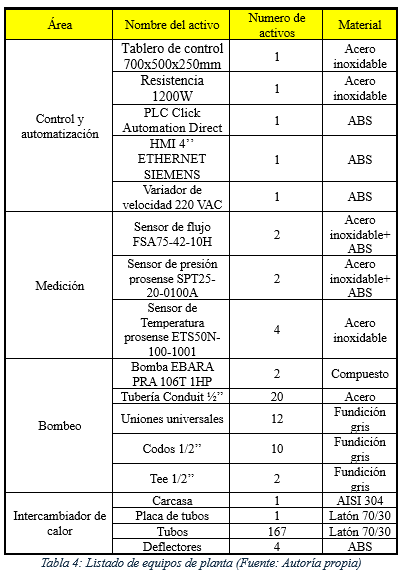 Área Nombre del activo Numero de activos Material
Control y automatización
Tablero de control 700x500x250mm 1 Acero inoxidable
Resistencia 1200W 1 Acero inoxidable
PLC Click Automation Direct 1 ABS
HMI 4’’ ETHERNET SIEMENS 1 ABS
Variador de velocidad 220 VAC 1 ABS
Medición
Sensor de flujo FSA75-42-10H 2 Acero inoxidable+ ABS
Sensor de presión prosense SPT25-20-0100A 2 Acero inoxidable+ ABS
Sensor de Temperatura prosense ETS50N-100-1001 4 Acero inoxidable
Bombeo
Bomba EBARA PRA 106T 1HP 2 Compuesto
Tubería Conduit ½’’ 20 Acero
Uniones universales 12 Fundición gris
Codos 1/2’’ 10 Fundición gris
Tee 1/2’’ 2 Fundición gris
Intercambiador de calor
Carcasa 1 AISI 304
Placa de tubos 1 Latón 70/30
Tubos 167 Latón 70/30
Deflectores 4 ABS
Tabla 4: Listado de equipos de planta (Fuente: Autoría propia)